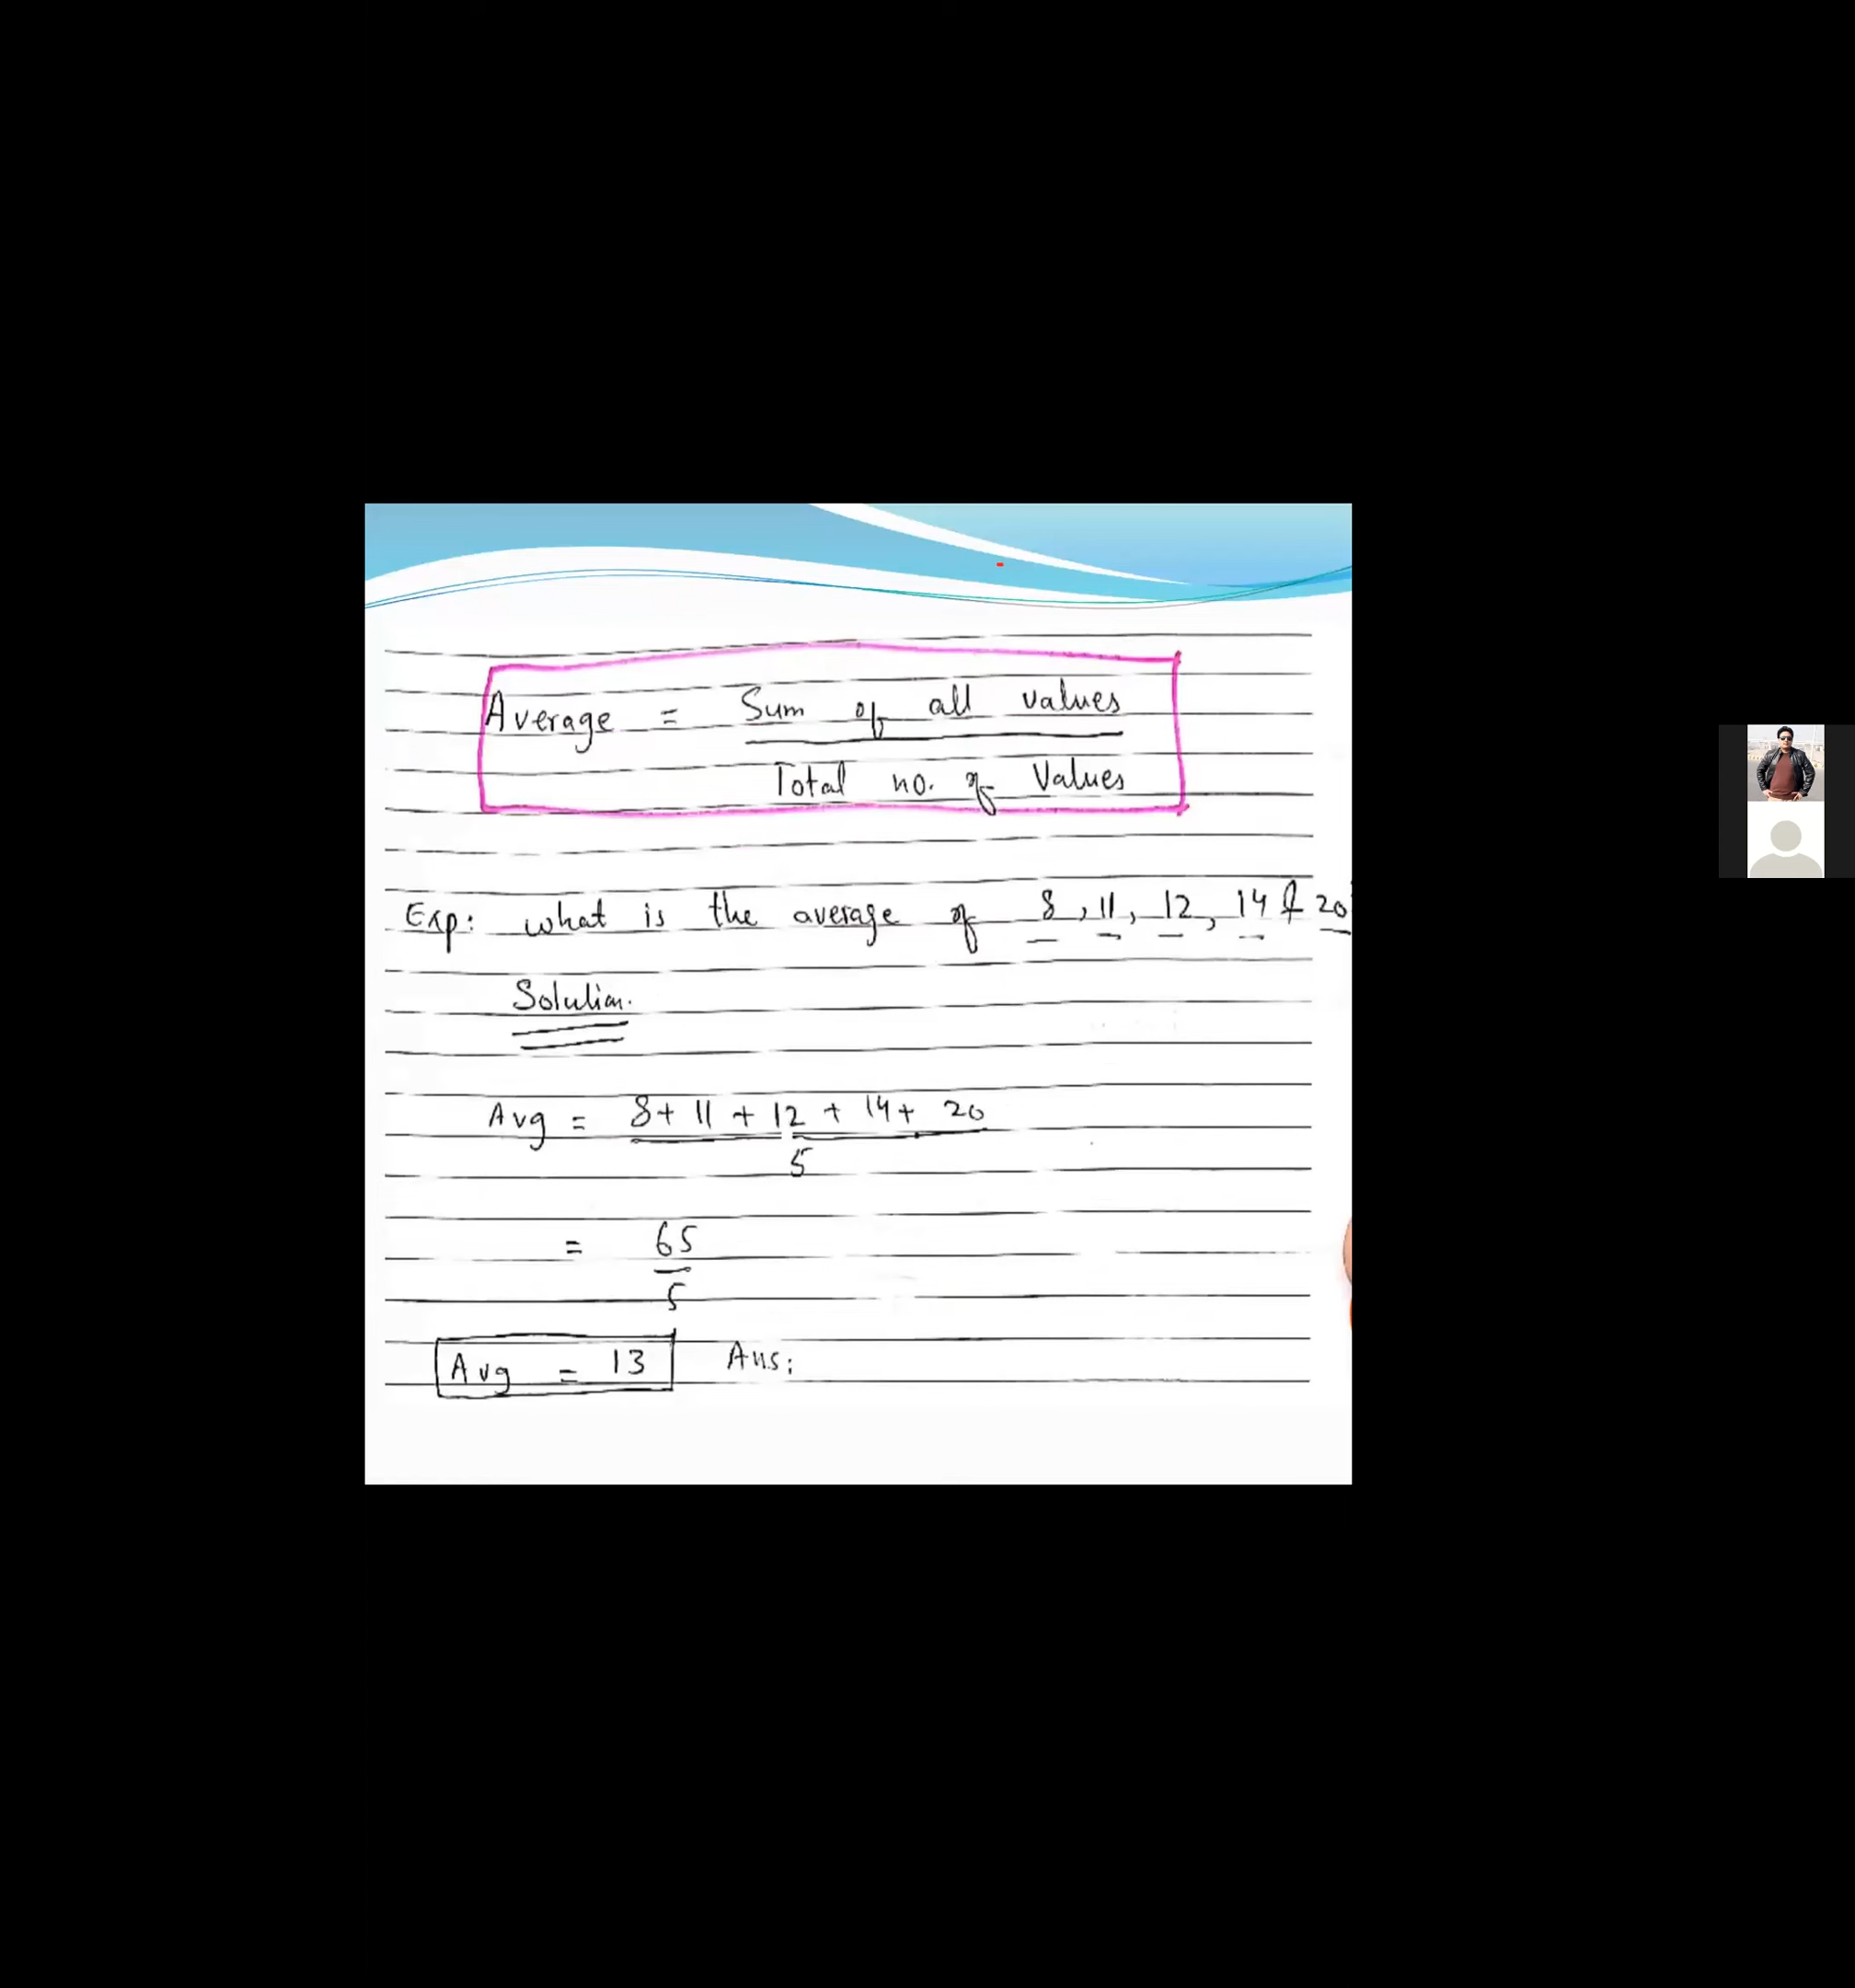 Average = Sum of all values
Total no. of Values
Exp: what is the average of 8, 11, 12, 14 & 20
Solution.
Avg = 8+ 11 + 12 + 14+ 20
5
= 65
5
Avg = 13 Ans: